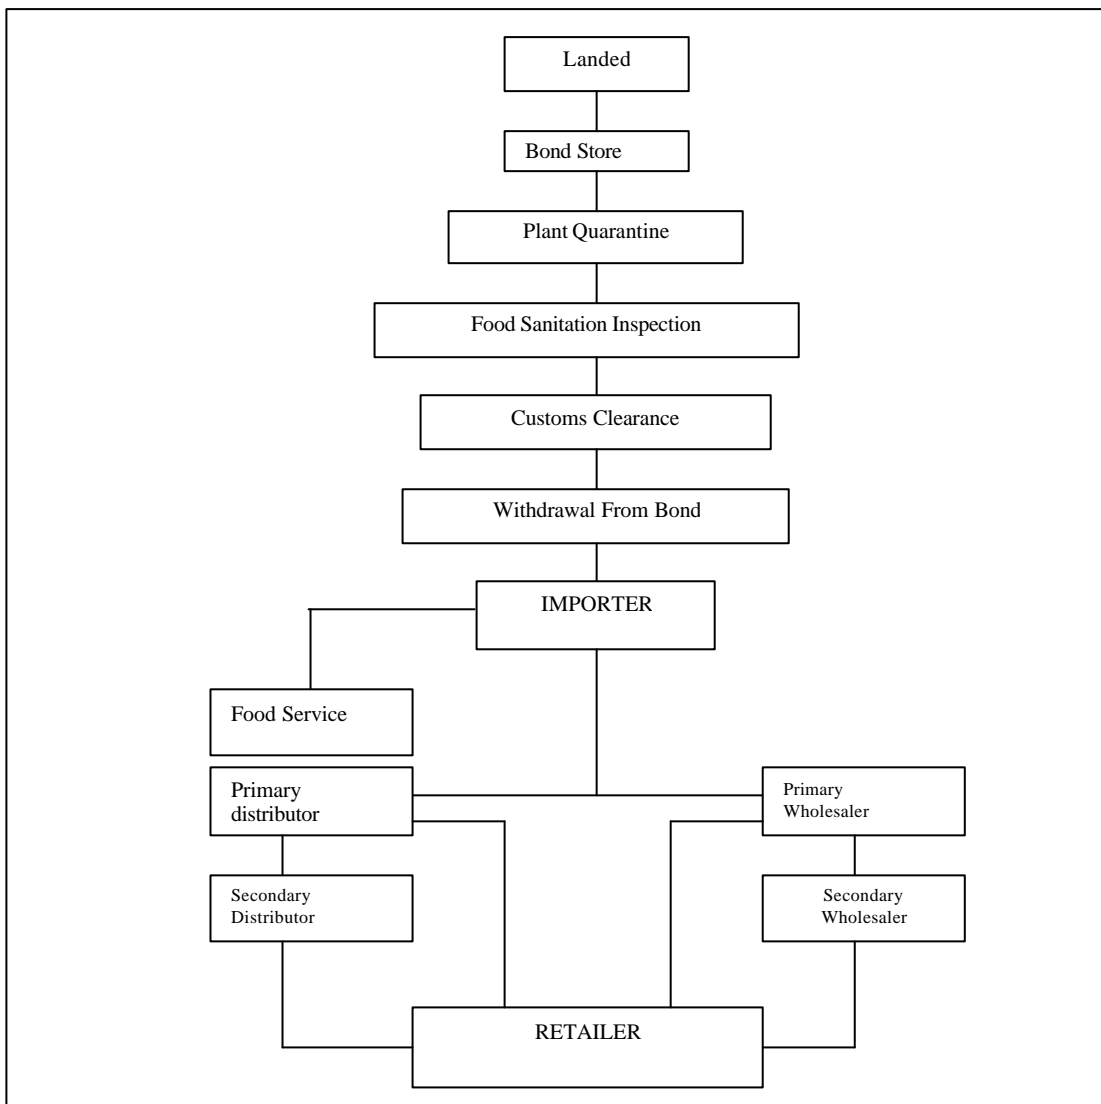 Landed
Bond Store
Plant Quarantine
Food Sanitation Inspection
Customs Clearance
Withdrawal From Bond
IMPORTER
Food Service
Primary
distributor
Primary
Wholesaler
Secondary
Distributor
Secondary
Wholesaler
RETAILER